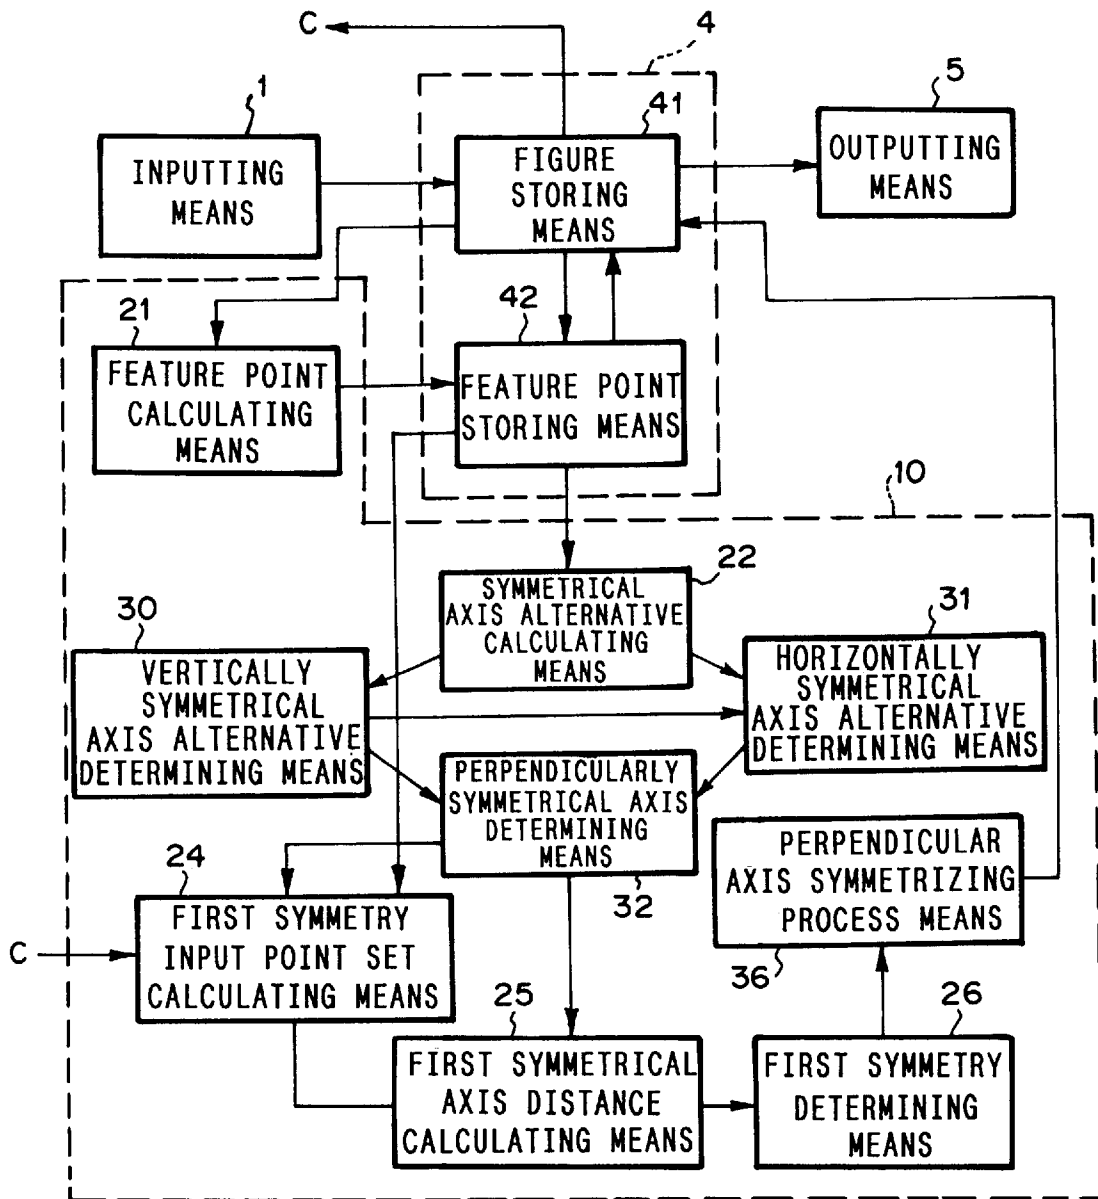 C
4
1
41
5
INPUTTING
MEANS
FIGURE
STORING
MEANS
OUTPUTTING
MEANS
21
42
FEATURE POINT
CALCULATING
MEANS
FEATURE POINT
STORING MEANS
10
22
SYMMETRICAL
AXIS ALTERNATIVE
CALCULATING
MEANS
30
31
VERTICALLY
SYMMETRICAL
AXIS ALTERNATIVE
DETERMINING MEANS
HORIZONTALLY
SYMMETRICAL
AXIS ALTERNATIVE
DETERMINING MEANS
PERPENDICULARLY
SYMMETRICAL AXIS
DETERMINING
MEANS
32
24
PERPENDICULAR
AXIS SYMMETRIZING
PROCESS MEANS
36
C
FIRST SYMMETRY
INPUT POINT SET
CALCULATING MEANS
25
26
FIRST SYMMETRICAL
AXIS DISTANCE
CALCULATING MEANS
FIRST SYMMETRY
DETERMINING
MEANS